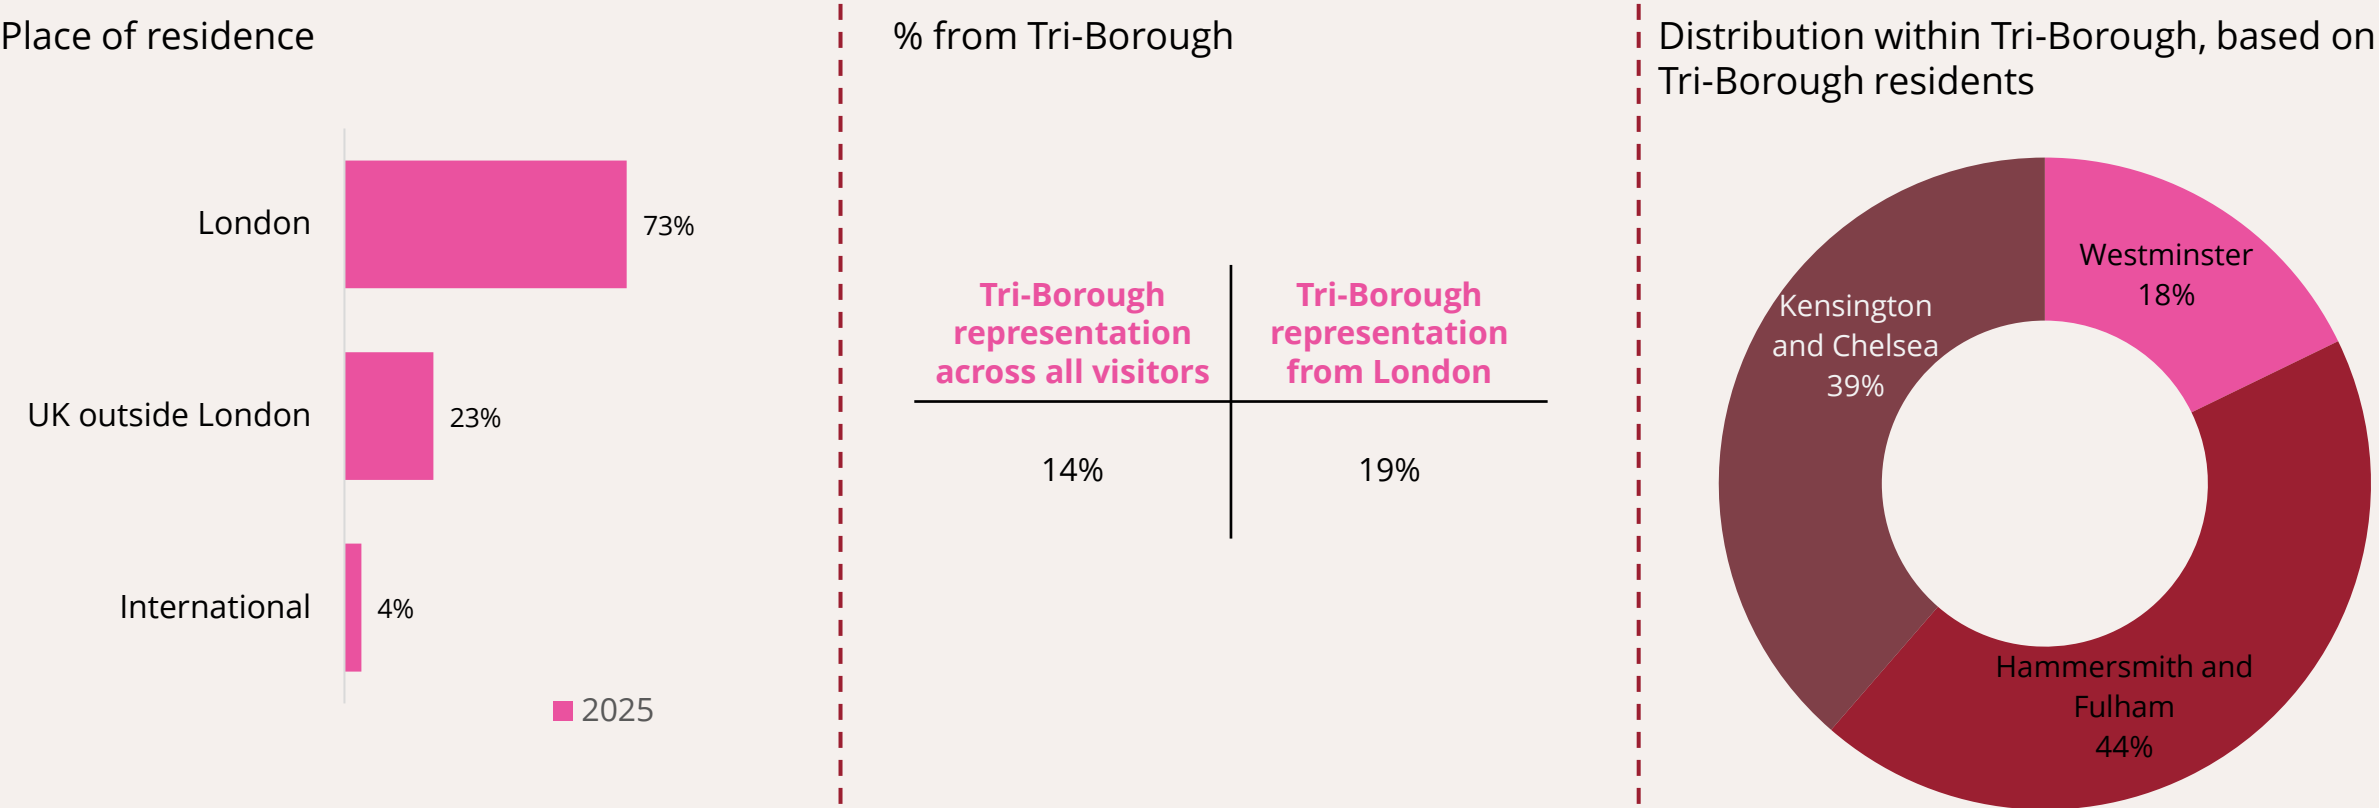 Place of residence
London
73%
UK outside London
23%
International
4%
2025
% from Tri-Borough
Tri-Borough
representation
across all visitors
Tri-Borough
representation
from London
14%
19%
Distribution within Tri-Borough, based on
Tri-Borough residents
Westminster
18%
Kensington
and Chelsea
39%
Hammersmith and
Fulham
44%